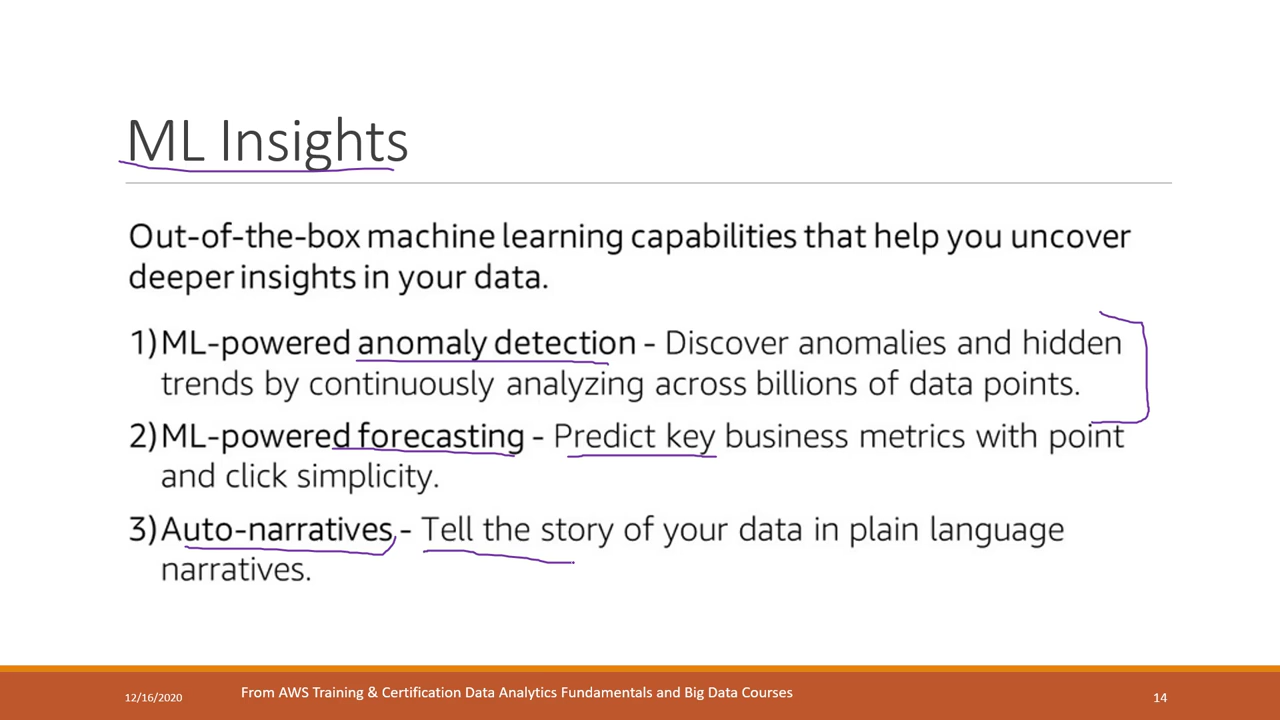 ML Insights
Out-of-the-box machine learning capabilities that help you uncover
deeper insights in your data.
1) ML-powered anomaly detection - Discover anomalies and hidden
trends by continuously analyzing across billions of data points.
2) ML-powered forecasting - Predict key business metrics with point
and click simplicity.
3) Auto-narratives - Tell the story of your data in plain language
narratives.
12/16/2020
From AWS Training & Certification Data Analytics Fundamentals and Big Data Courses
14